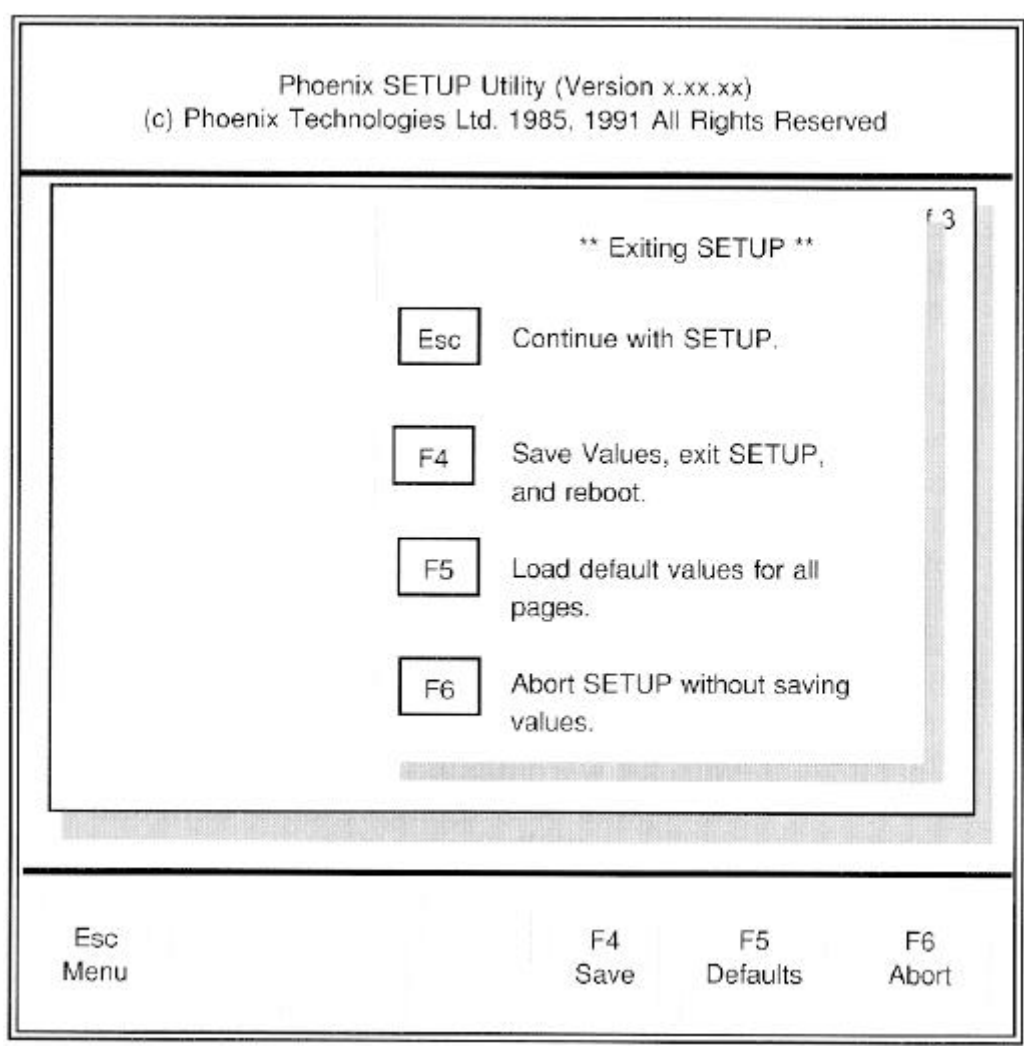 Phoenix SETUP Utility (Version x.xx.xx)
(c) Phoenix Technologies Ltd. 1985, 1991 All Rights Reserved
f 3
** Exiting SETUP **
Esc Continue with SETUP.
F4 Save Values, exit SETUP,
and reboot.
F5 Load default values for all
pages.
F6 Abort SETUP without saving
values.
Esc F4 F5 F6
Menu Save Defaults Abort